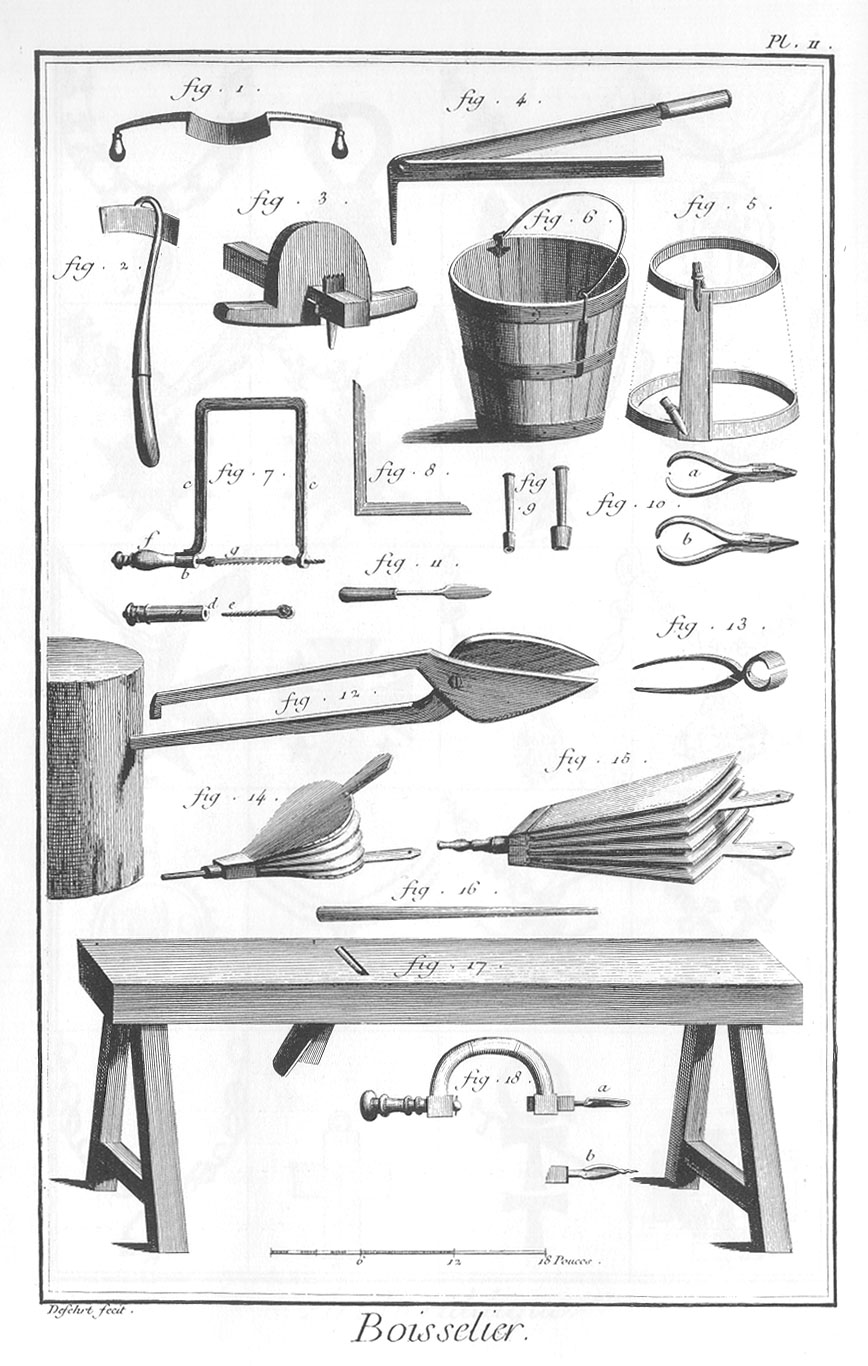 Pl. II.
fig. 1.
fig. 4.
fig. 3.
fig. 6.
fig. 5.
fig. 2.
fig. 7.
c
c
fig. 8.
fig. 9.
fig. 10.
a
b
f
g
b
fig. 11.
a
d
e
fig. 13.
fig. 12.
fig. 15.
fig. 14.
fig. 16.
fig. 17.
fig. 18.
a
b
6 12 18 Pouces.
Defehrt fecit.
Boisselier.